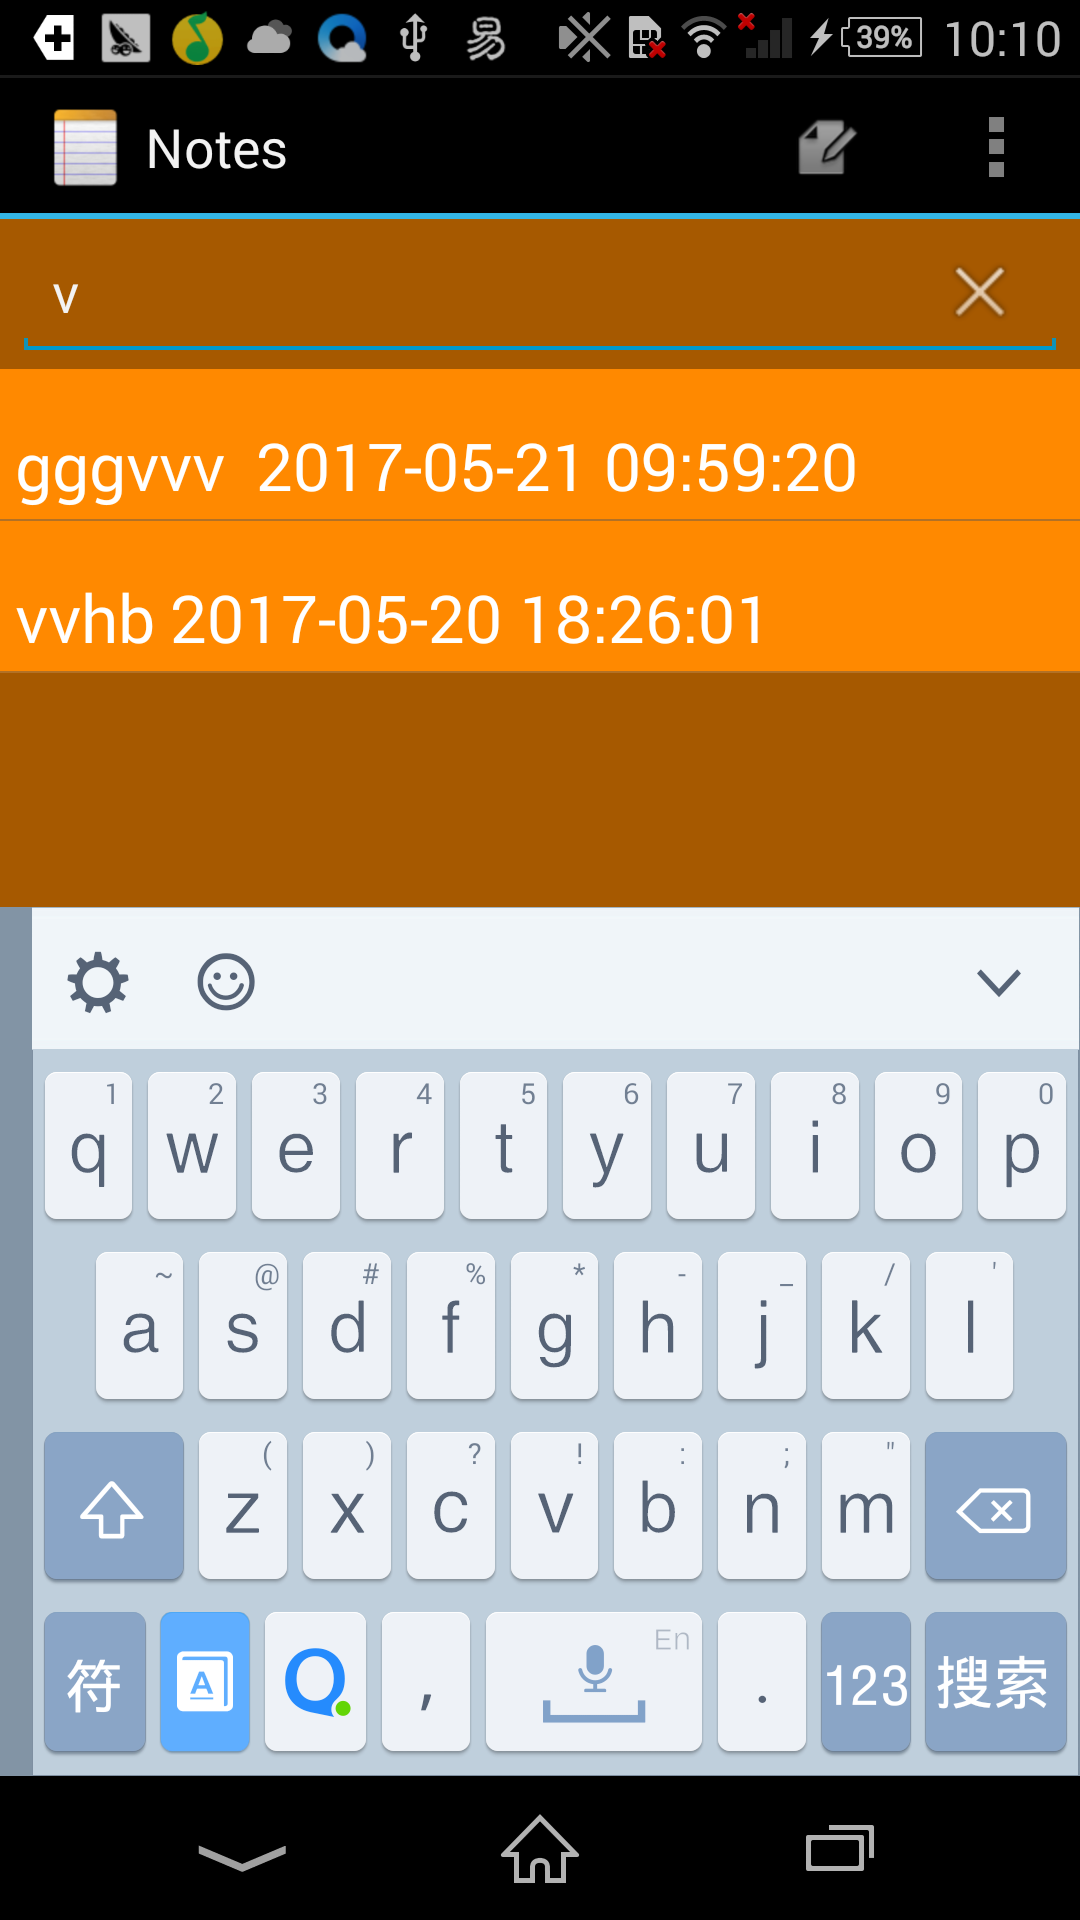 易 39% 10:10
Notes
v
gggvvv  2017-05-21 09:59:20
vvhb 2017-05-20 18:26:01
1 2 3 4 5 6 7 8 9 0
q w e r t y u i o p
~ @ # % * - _ / '
a s d f g h j k l
( ) ? ! : ; "
z x c v b n m
En
符 A Q , . 123 搜索